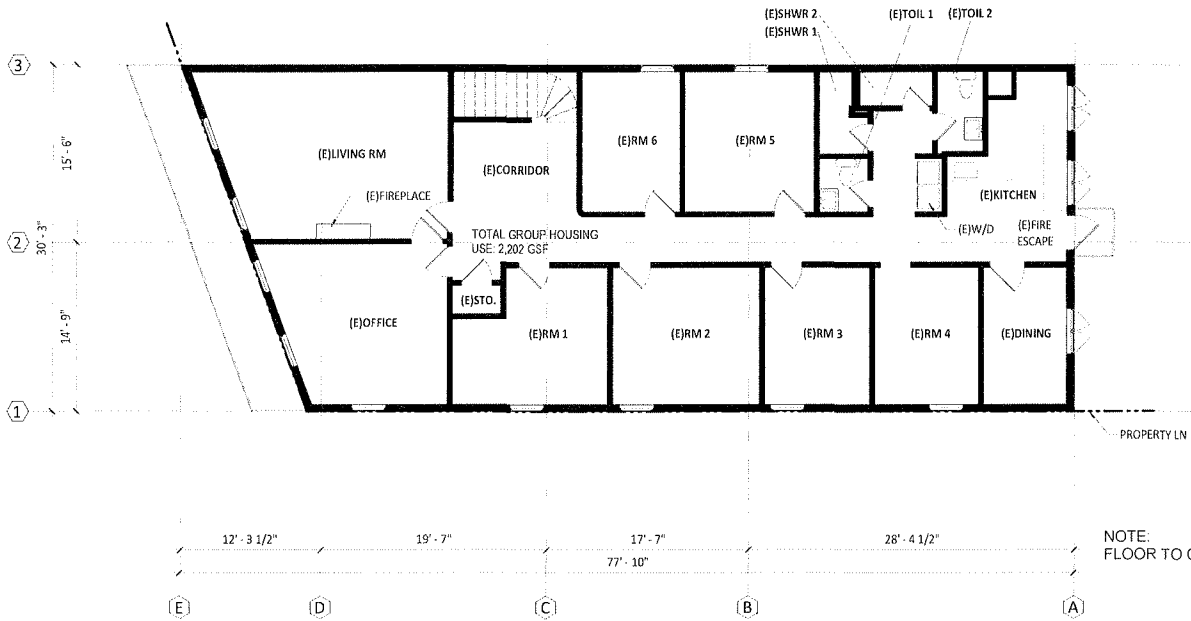 (E)SHWR 2
(E)SHWR 1
(E)TOIL 1
(E)TOIL 2
3
15' - 6"
(E)LIVING RM
(E)FIREPLACE
(E)CORRIDOR
(E)RM 6
(E)RM 5
(E)KITCHEN
(E)W/D
(E)FIRE
ESCAPE
2
30' - 3"
TOTAL GROUP HOUSING
USE: 2,202 GSF
14' - 9"
(E)OFFICE
(E)STO.
(E)RM 1
(E)RM 2
(E)RM 3
(E)RM 4
(E)DINING
1
PROPERTY LN
12' - 3 1/2"
19' - 7"
17' - 7"
28' - 4 1/2"
77' - 10"
NOTE:
FLOOR TO
E
D
C
B
A